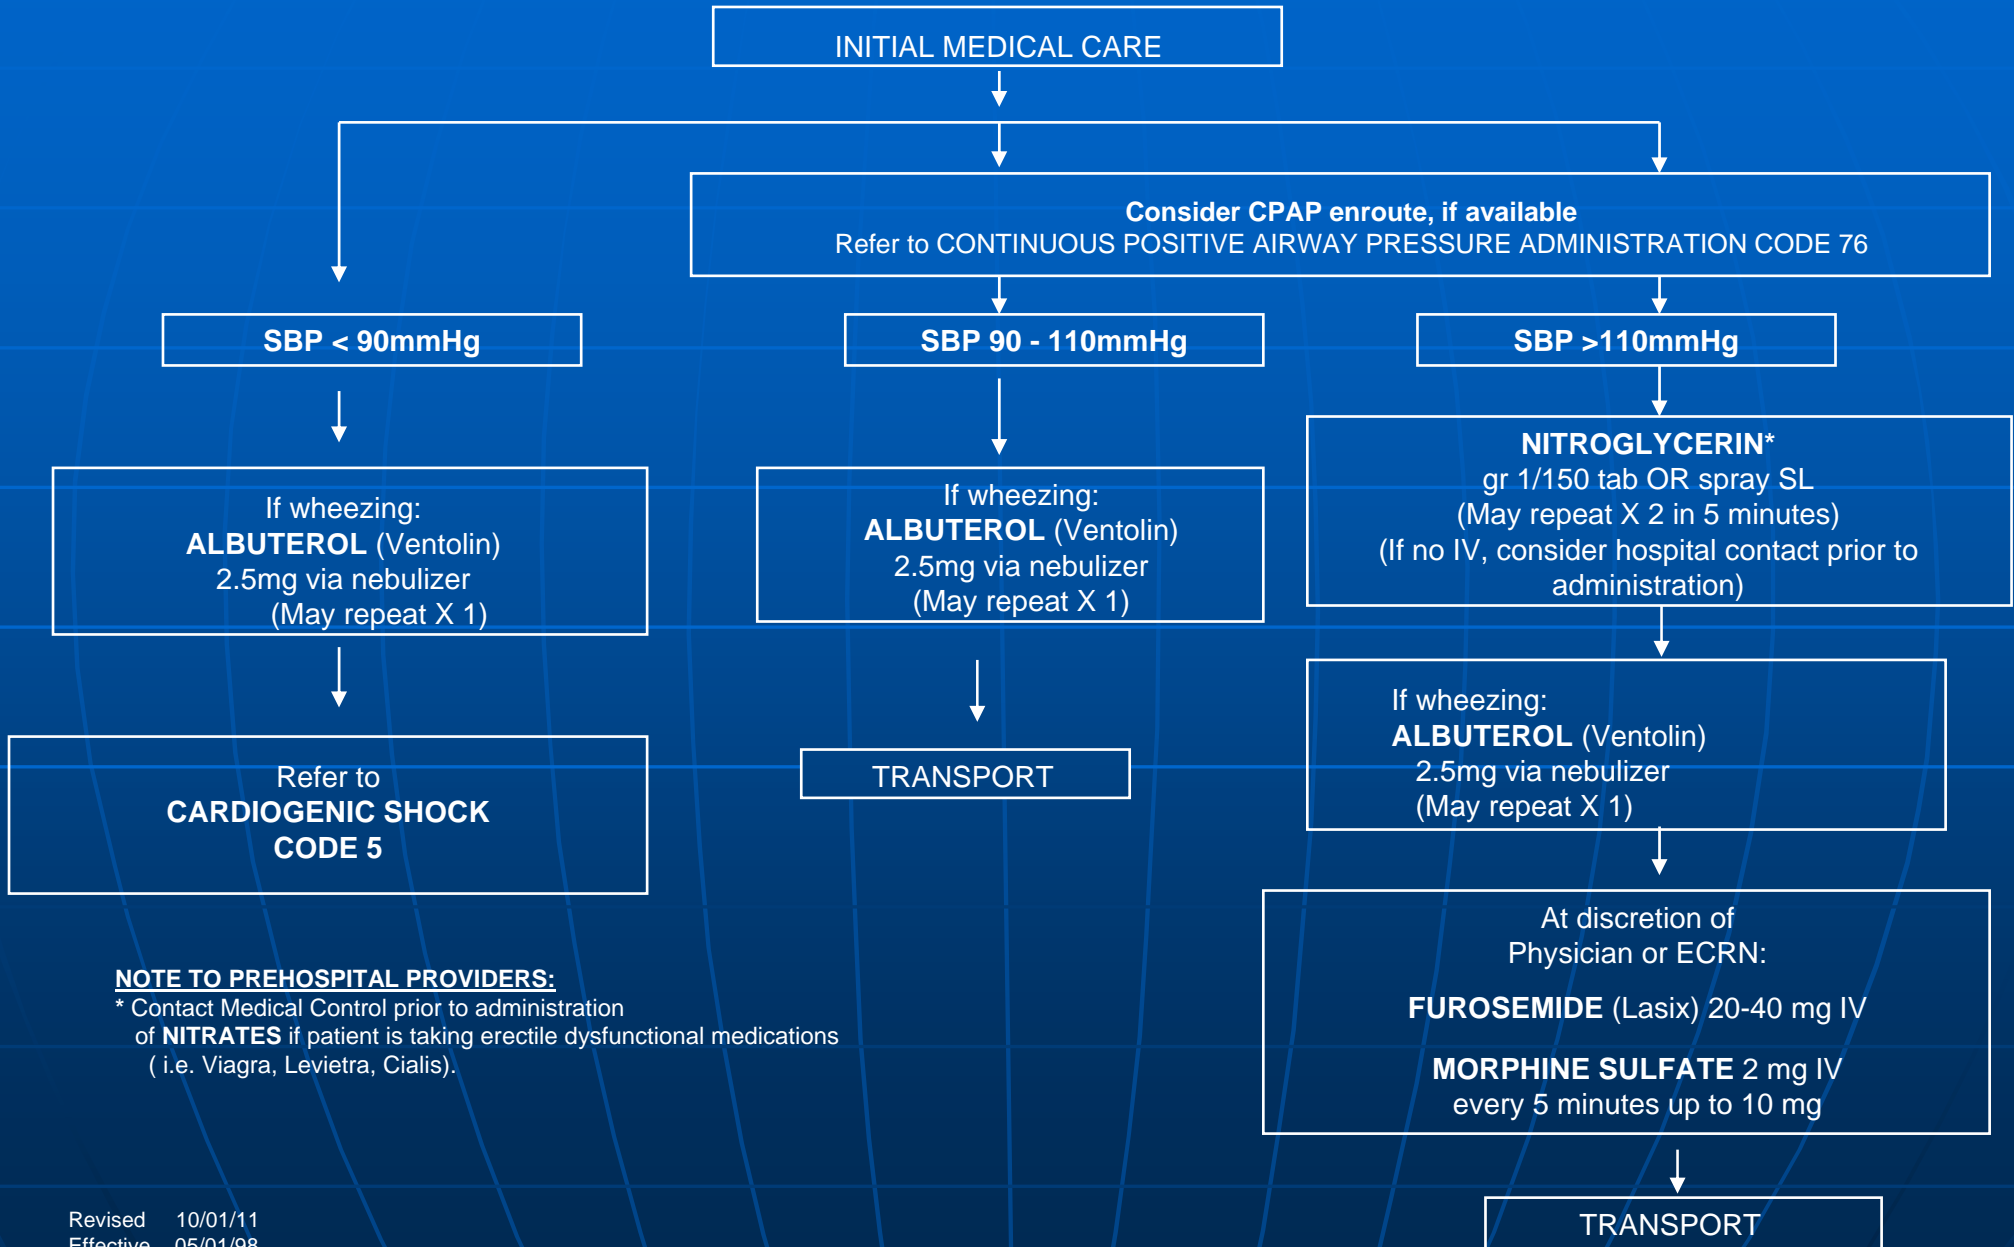 INITIAL MEDICAL CARE
Consider CPAP enroute, if available
Refer to CONTINUOUS POSITIVE AIRWAY PRESSURE ADMINISTRATION CODE 76
SBP < 90mmHg
SBP 90 - 110mmHg
SBP >110mmHg
If wheezing:
ALBUTEROL (Ventolin)
2.5mg via nebulizer
(May repeat X 1)
If wheezing:
ALBUTEROL (Ventolin)
2.5mg via nebulizer
(May repeat X 1)
NITROGLYCERIN*
gr 1/150 tab OR spray SL
(May repeat X 2 in 5 minutes)
(If no IV, consider hospital contact prior to
administration)
Refer to
CARDIOGENIC SHOCK
CODE 5
TRANSPORT
If wheezing:
ALBUTEROL (Ventolin)
2.5mg via nebulizer
(May repeat X 1)
At discretion of
Physician or ECRN:
FUROSEMIDE (Lasix) 20-40 mg IV
MORPHINE SULFATE 2 mg IV
every 5 minutes up to 10 mg
TRANSPORT
NOTE TO PREHOSPITAL PROVIDERS:
* Contact Medical Control prior to administration
of NITRATES if patient is taking erectile dysfunctional medications
( i.e. Viagra, Levietra, Cialis).
Revised 10/01/11
Effective 05/01/98